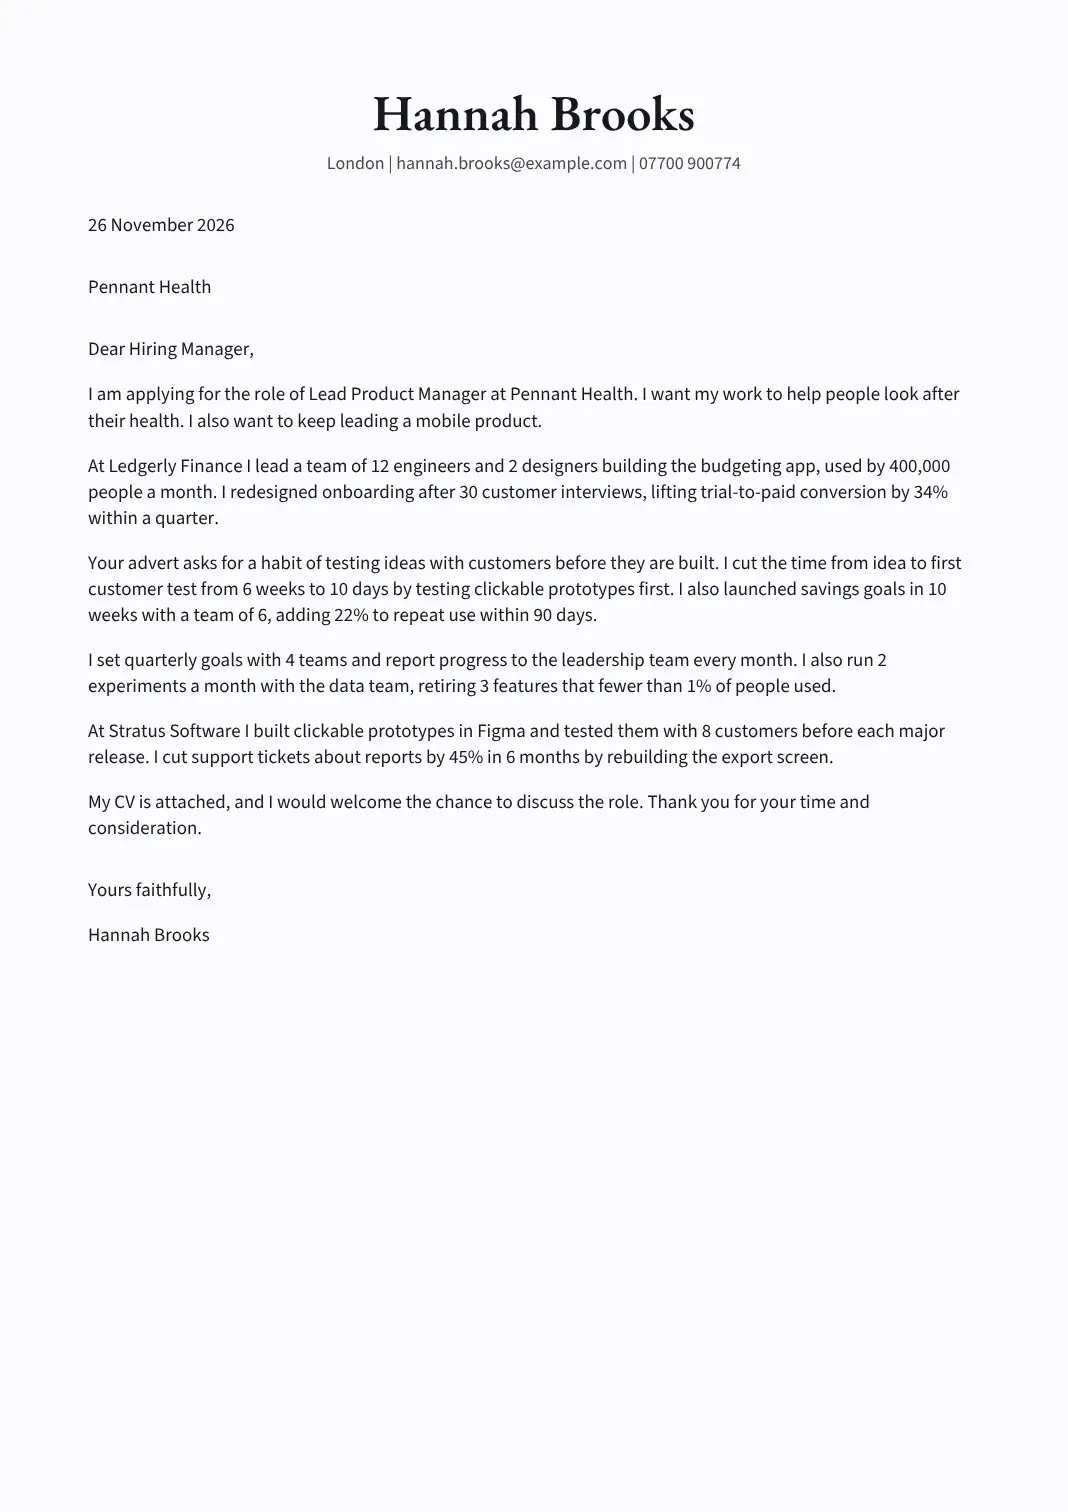 Hannah Brooks
London | hannah.brooks@example.com | 07700 900774
26 November 2026
Pennant Health
Dear Hiring Manager,
I am applying for the role of Lead Product Manager at Pennant Health. I want my work to help people look after
their health. I also want to keep leading a mobile product.
At Ledgerly Finance I lead a team of 12 engineers and 2 designers building the budgeting app, used by 400,000
people a month. I redesigned onboarding after 30 customer interviews, lifting trial-to-paid conversion by 34%
within a quarter.
Your advert asks for a habit of testing ideas with customers before they are built. I cut the time from idea to first
customer test from 6 weeks to 10 days by testing clickable prototypes first. I also launched savings goals in 10
weeks with a team of 6, adding 22% to repeat use within 90 days.
I set quarterly goals with 4 teams and report progress to the leadership team every month. I also run 2
experiments a month with the data team, retiring 3 features that fewer than 1% of people used.
At Stratus Software I built clickable prototypes in Figma and tested them with 8 customers before each major
release. I cut support tickets about reports by 45% in 6 months by rebuilding the export screen.
My CV is attached, and I would welcome the chance to discuss the role. Thank you for your time and
consideration.
Yours faithfully,
Hannah Brooks